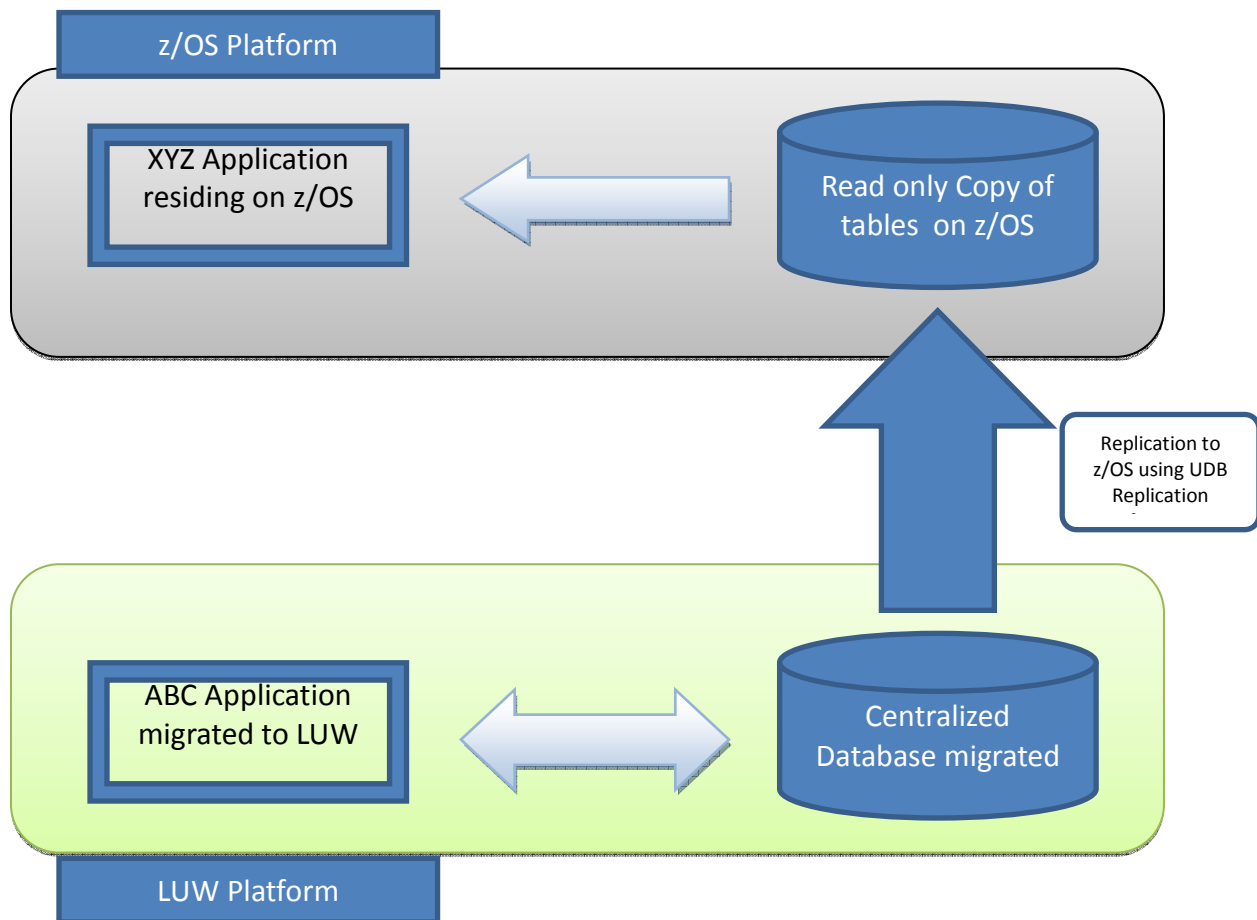 z/OS Platform
XYZ Application
residing on z/OS
Read only Copy of
tables on z/OS
Replication to
z/OS using UDB
Replication
ABC Application
migrated to LUW
Centralized
Database migrated
LUW Platform